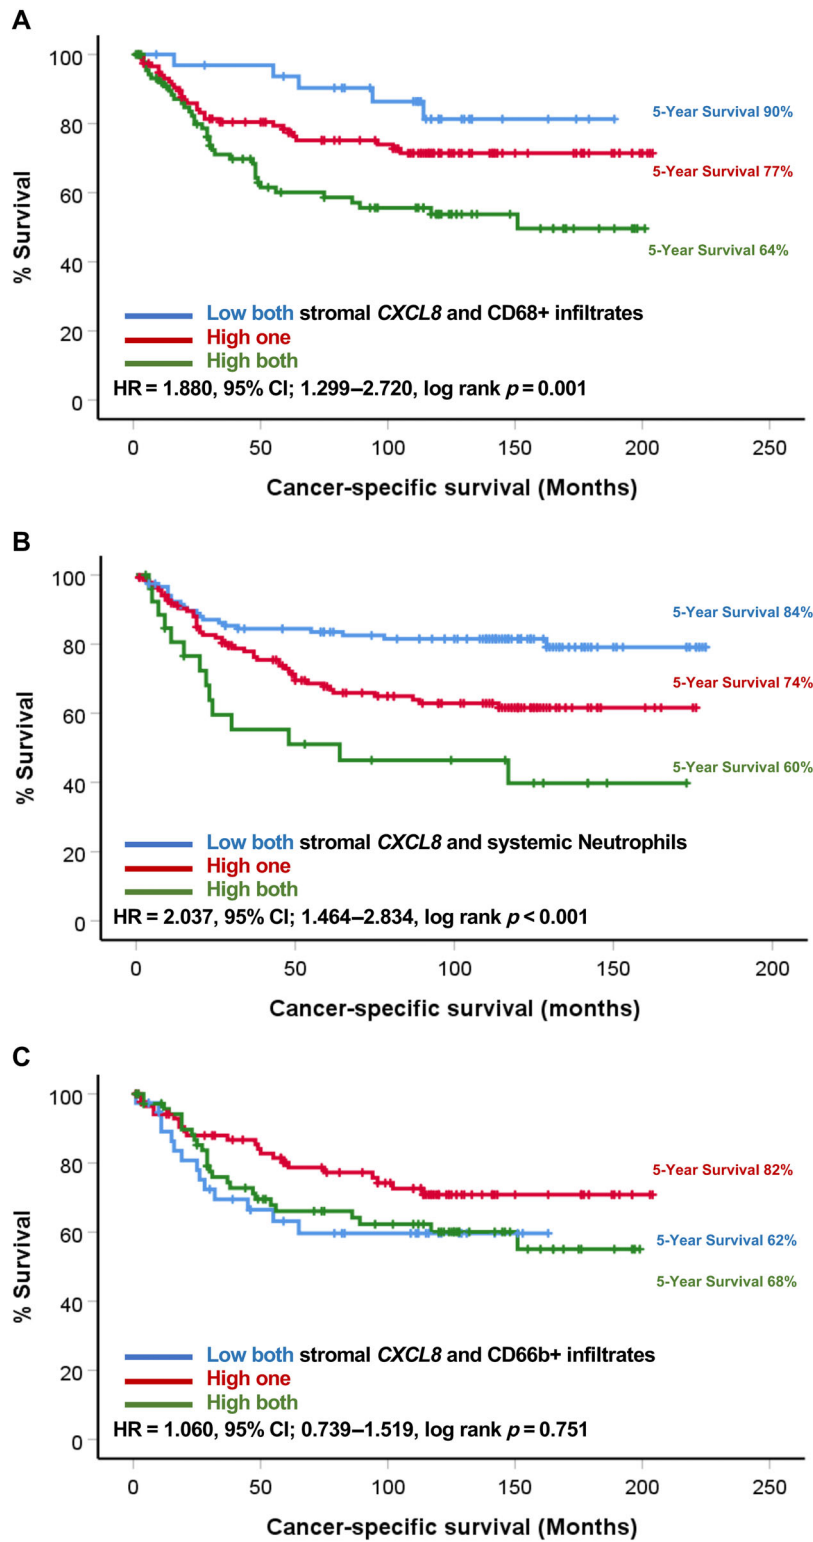 A
100
80
60
40
20
0
% Survival
5-Year Survival 90%
5-Year Survival 77%
5-Year Survival 64%
Low both stromal CXCL8 and CD68+ infiltrates
High one
High both
HR = 1.880, 95% CI; 1.299–2.720, log rank p = 0.001
0 50 100 150 200 250
Cancer-specific survival (Months)
B
100
80
60
40
20
0
% Survival
5-Year Survival 84%
5-Year Survival 74%
5-Year Survival 60%
Low both stromal CXCL8 and systemic Neutrophils
High one
High both
HR = 2.037, 95% CI; 1.464–2.834, log rank p < 0.001
0 50 100 150 200
Cancer-specific survival (months)
C
100
80
60
40
20
0
% Survival
5-Year Survival 82%
5-Year Survival 62%
5-Year Survival 68%
Low both stromal CXCL8 and CD66b+ infiltrates
High one
High both
HR = 1.060, 95% CI; 0.739–1.519, log rank p = 0.751
0 50 100 150 200 250
Cancer-specific survival (Months)